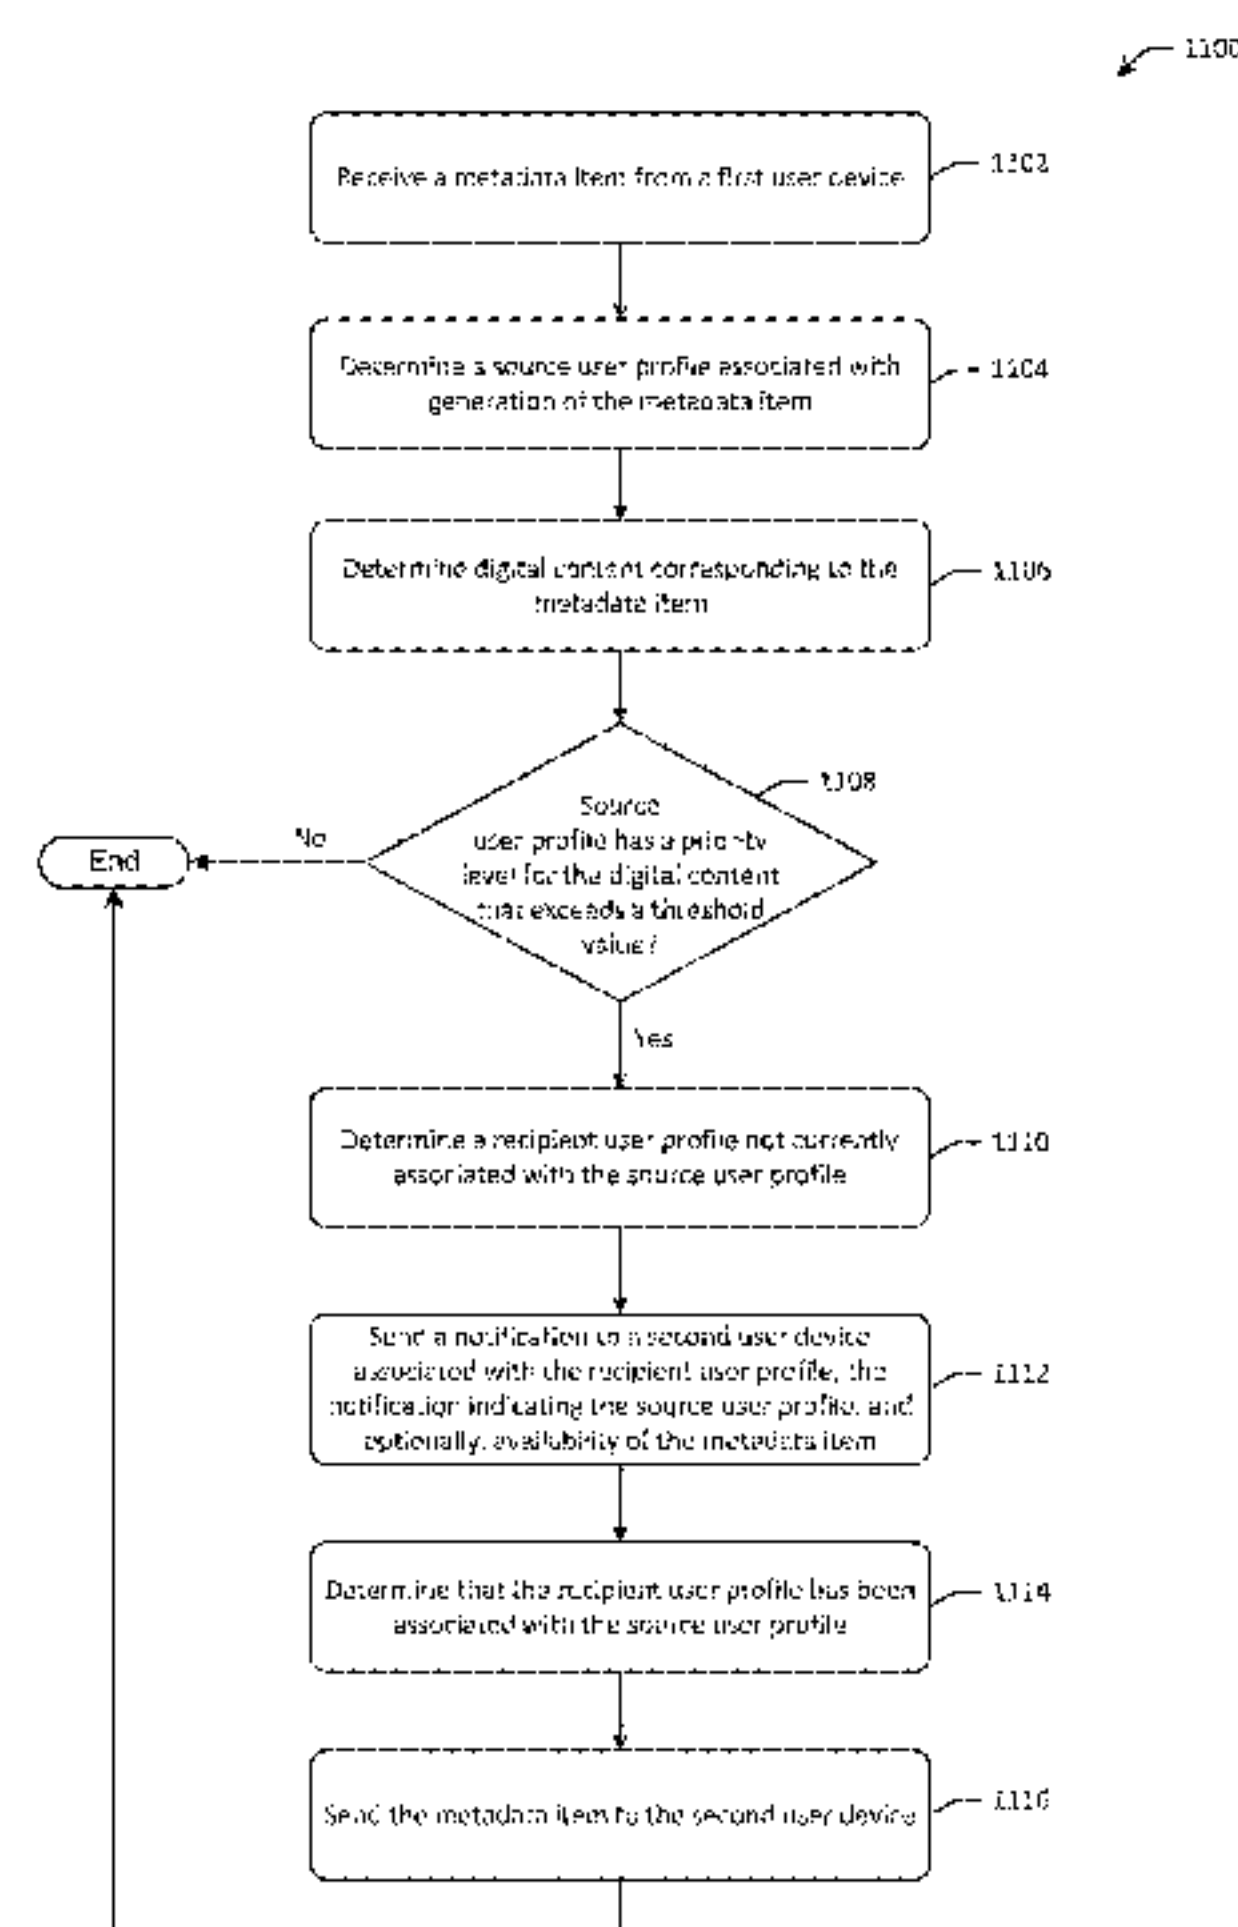 1100
Receive a metadata item from a first user device
1102
Determine a source user profile associated with
generation of the metadata item
1104
Determine digital content corresponding to the
metadata item
1106
Source
user profile has a priority
level for the digital content
that exceeds a threshold
value?
1108
No
End
Yes
Determine a recipient user profile not currently
associated with the source user profile
1110
Send a notification to a second user device
associated with the recipient user profile, the
notification indicating the source user profile, and
optionally, availability of the metadata item
1112
Determine that the recipient user profile has been
associated with the source user profile
1114
Send the metadata item to the second user device
1116